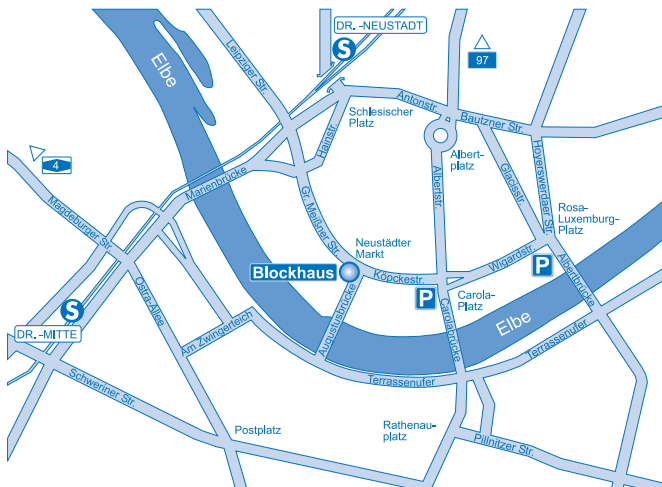 DR. -NEUSTADT
S
Elbe
Leipziger Str.
97
Antonstr.
Bautzner Str.
Schlesischer
Platz
Hainstr.
Albert-
platz
Albertstr.
Glacisstr.
Hoyerswerdaer Str.
4
Marienbrücke
Magdeburger Str.
Gr. Meißner Str.
Rosa-
Luxemburg-
Platz
Neustädter
Markt
Blockhaus
Köpckestr.
Wigardstr.
P
P
Albertbrücke
Carola-
Platz
Carolabrücke
Augustusbrücke
Ostra-Allee
S
DR. -MITTE
Am Zwingerteich
Elbe
Terrassenufer
Terrassenufer
Schweriner Str.
Postplatz
Rathenau-
platz
Pillnitzer Str.